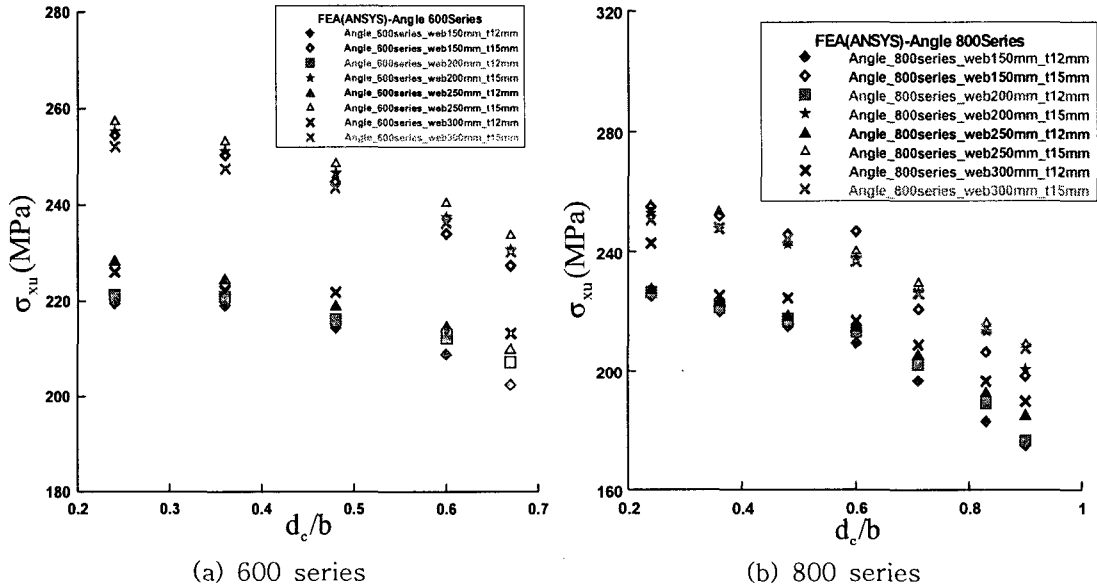 FEA(ANSYS)-Angle 600Series
Angle_600series_web150mm_t12mm
Angle_600series_web150mm_t15mm
Angle_600series_web200mm_t12mm
Angle_600series_web200mm_t15mm
Angle_600series_web250mm_t12mm
Angle_600series_web250mm_t15mm
Angle_600series_web300mm_t12mm
Angle_600series_web300mm_t15mm
280
260
240
220
200
180
σxu (MPa)
0.2 0.3 0.4 0.5 0.6 0.7
dc/b
(a) 600 series
FEA(ANSYS)-Angle 800Series
Angle_800series_web150mm_t12mm
Angle_800series_web150mm_t15mm
Angle_800series_web200mm_t12mm
Angle_800series_web200mm_t15mm
Angle_800series_web250mm_t12mm
Angle_800series_web250mm_t15mm
Angle_800series_web300mm_t12mm
Angle_800series_web300mm_t15mm
320
280
240
200
160
σxu (MPa)
0.2 0.4 0.6 0.8 1
dc/b
(b) 800 series